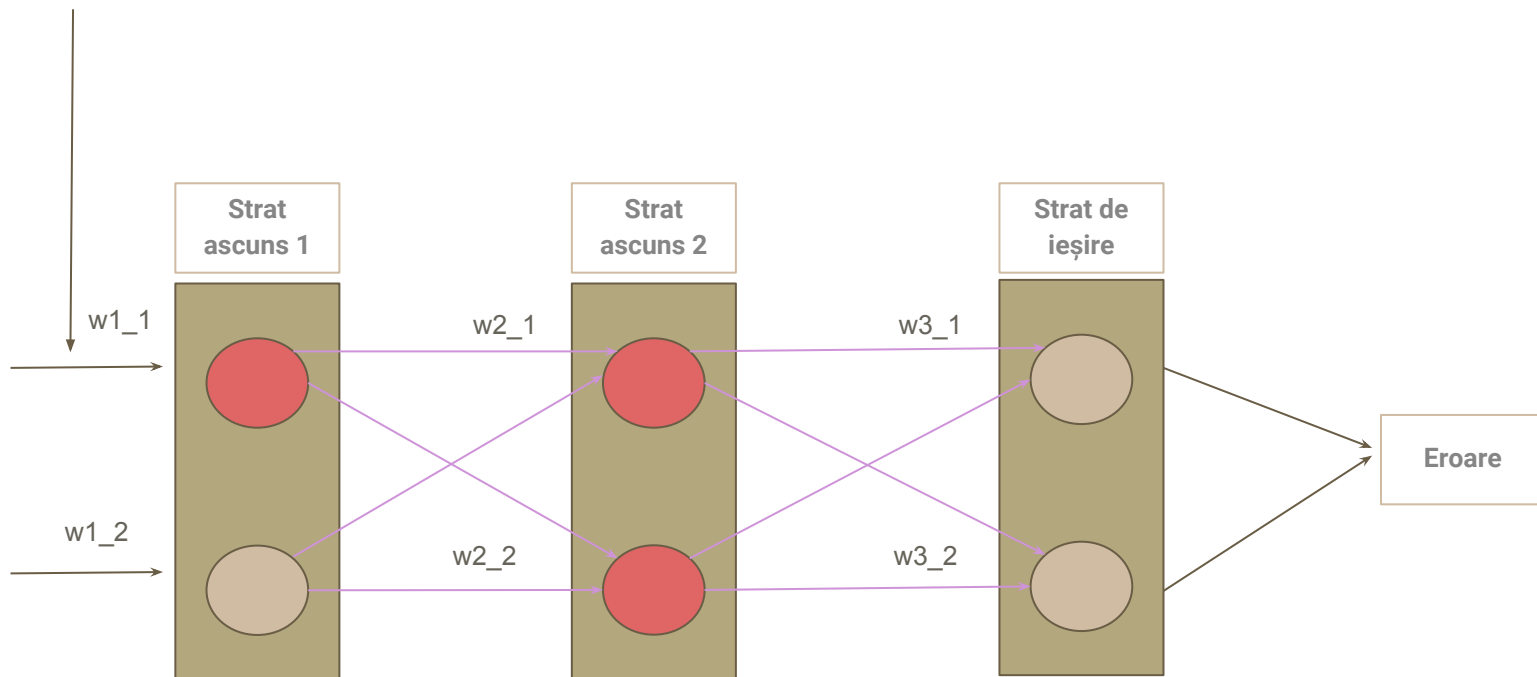 Strat
ascuns 1
Strat
ascuns 2
Strat de
ieșire
w1_1
w2_1
w3_1
Eroare
w1_2
w2_2
w3_2